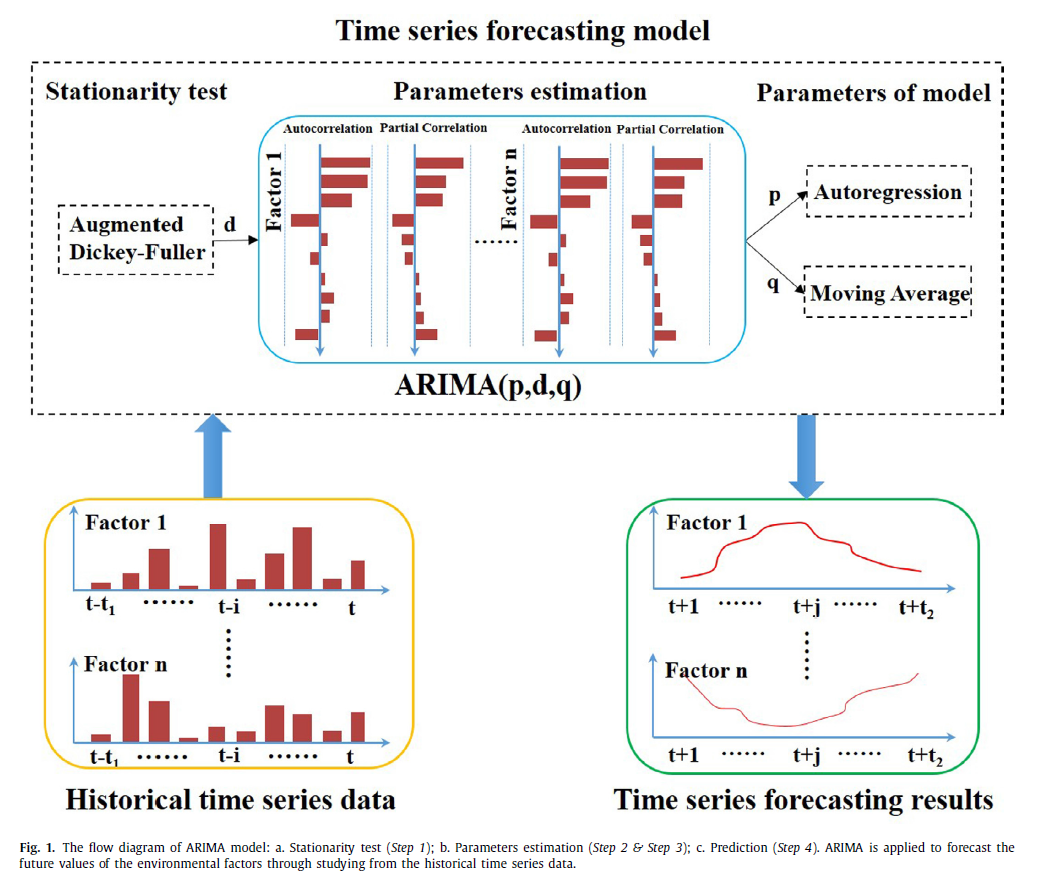 Time series forecasting model
Stationarity test
Parameters estimation
Parameters of model
Autocorrelation Partial Correlation
Autocorrelation Partial Correlation
Factor 1
Factor n
Augmented
Dickey-Fuller
d
......
p
q
Autoregression
Moving Average
ARIMA(p,d,q)
Factor 1
t-t₁ ...... t-i ...... t
......
Factor n
t-t₁ ...... t-i ...... t
Historical time series data
Factor 1
t+1 ...... t+j ...... t+t₂
......
Factor n
t+1 ...... t+j ...... t+t₂
Time series forecasting results
Fig. 1. The flow diagram of ARIMA model: a. Stationarity test (Step 1); b. Parameters estimation (Step 2 & Step 3); c. Prediction (Step 4). ARIMA is applied to forecast the
future values of the environmental factors through studying from the historical time series data.